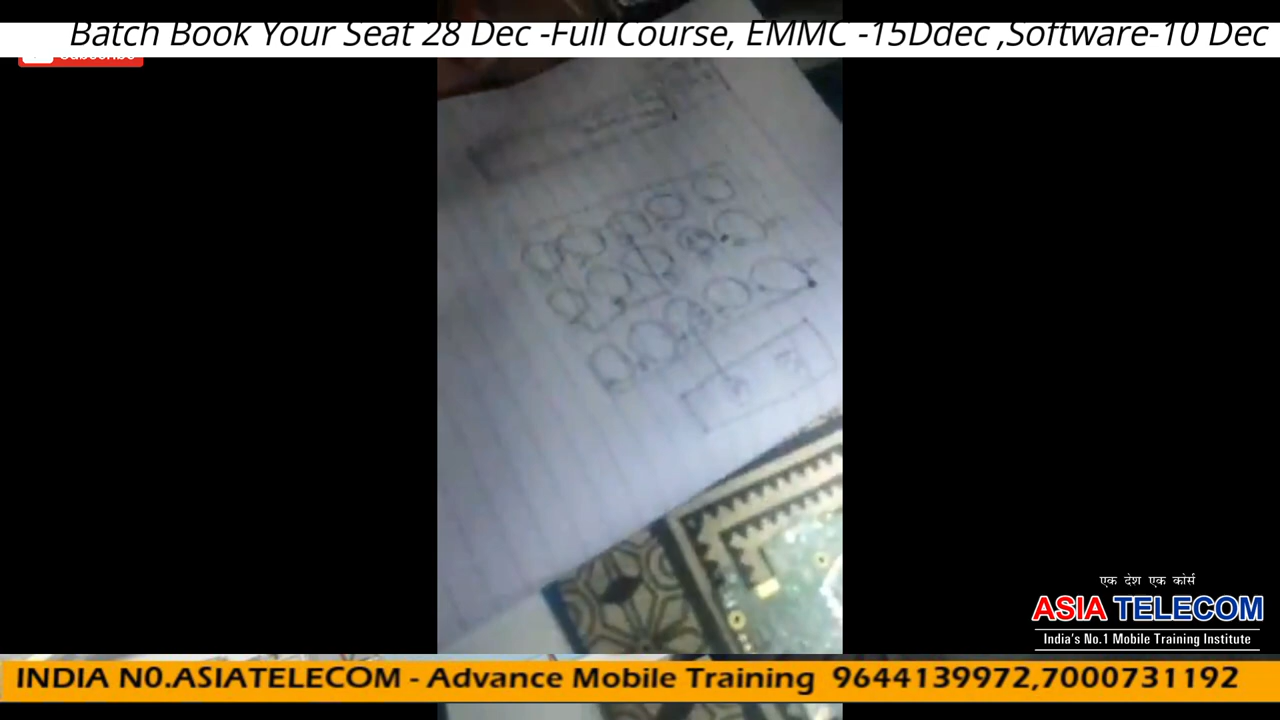 Batch Book Your Seat 28 Dec -Full Course, EMMC -15Ddec ,Software-10 Dec
Subscribe
एक देश एक कोर्स
ASIA TELECOM
India's No.1 Mobile Training Institute
INDIA N0.ASIATELECOM - Advance Mobile Training 9644139972,7000731192